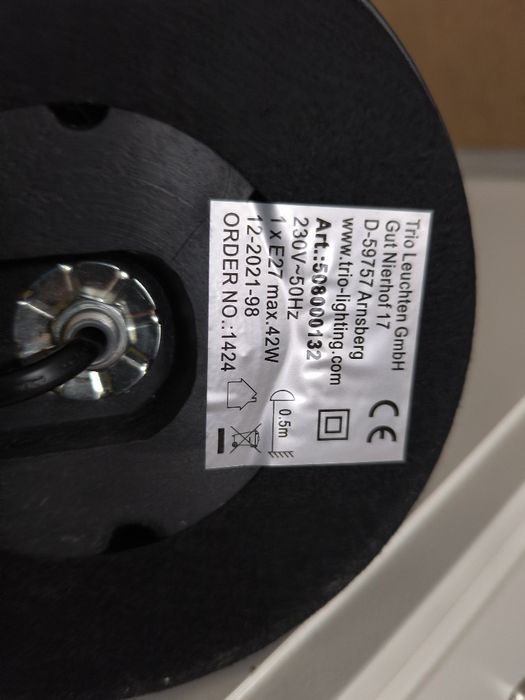 Trio Leuchten GmbH
Gut Nierhof 17
D-59757 Arnsberg
www.trio-lighting.com
Art.:508000132
230V~50Hz
1 x E27 max.42W
12-2021-98
ORDER NO.:1424
CE
0.5m